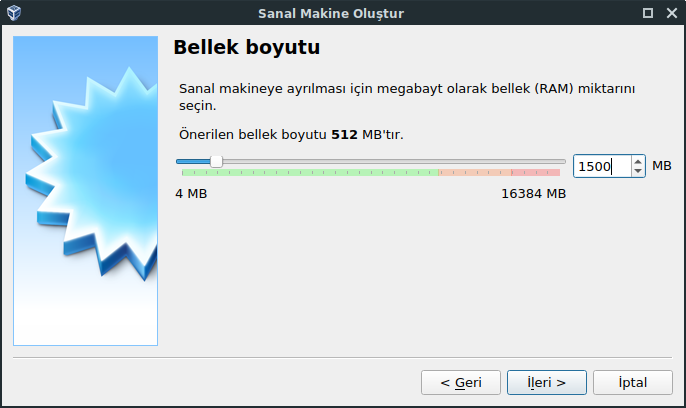 Sanal Makine Oluştur
Bellek boyutu
Sanal makineye ayrılması için megabayt olarak bellek (RAM) miktarını
seçin.
Önerilen bellek boyutu 512 MB'tır.
1500 MB
4 MB 16384 MB
< Geri İleri > İptal